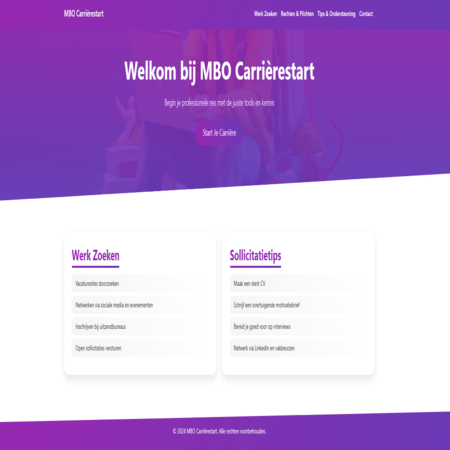 MBO Carrièrestart
Werk Zoeken Rechten & Plichten Tips & Ondersteuning Contact
Welkom bij MBO Carrièrestart
Begin je professionele reis met de juiste tools en kennis
Start Je Carrière
Werk Zoeken
Vacaturesites doorzoeken
Netwerken via sociale media en evenementen
Inschrijven bij uitzendbureaus
Open sollicitaties versturen
Sollicitatietips
Maak een sterk CV
Schrijf een overtuigende motivatiebrief
Bereid je goed voor op interviews
Netwerk via LinkedIn en vakbeurzen
© 2024 MBO Carrièrestart. Alle rechten voorbehouden.